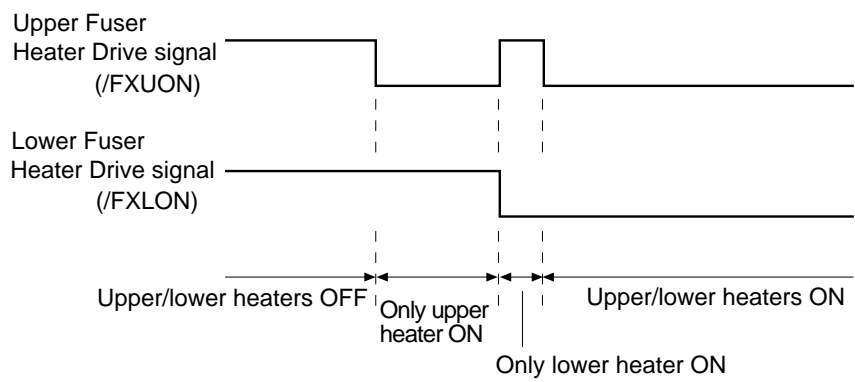 Upper Fuser
Heater Drive signal
(/FXUON)
Lower Fuser
Heater Drive signal
(/FXLON)
Upper/lower heaters OFF
Only upper
heater ON
Upper/lower heaters ON
Only lower heater ON